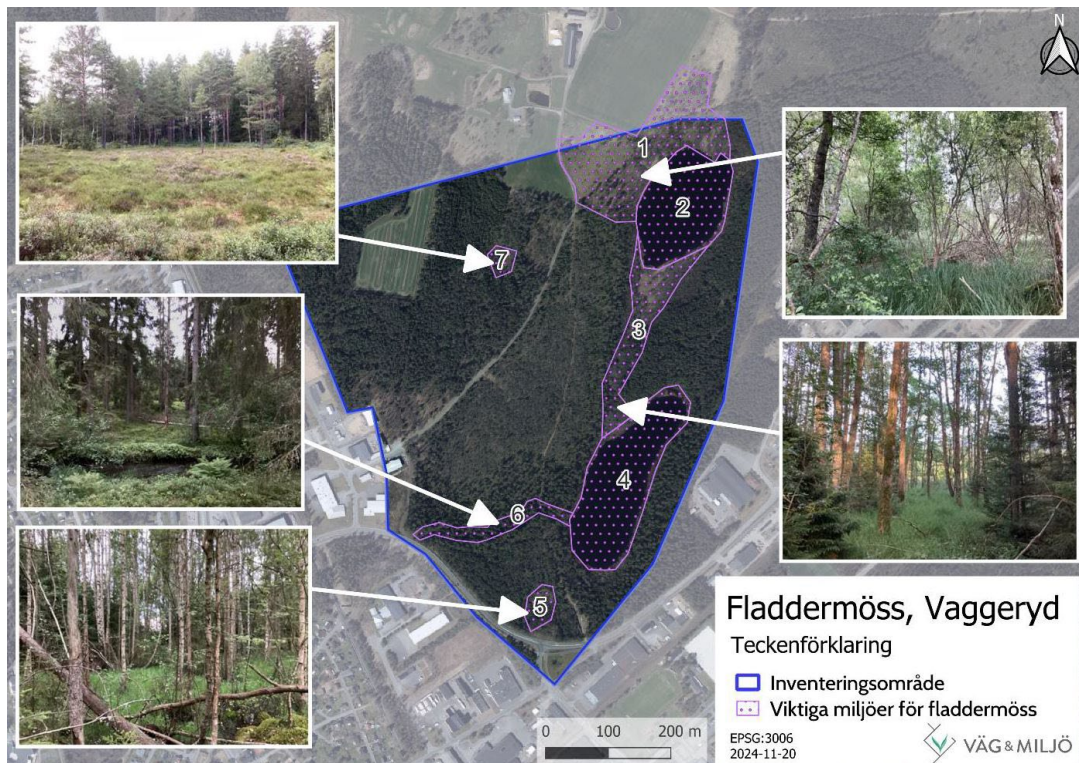 N
1
2
3
4
5
6
7
Fladdermöss, Vaggeryd
Teckenförklaring
Inventeringsområde
Viktiga miljöer för fladdermöss
EPSG:3006
2024-11-20
VÄG & MILJÖ
0 100 200 m